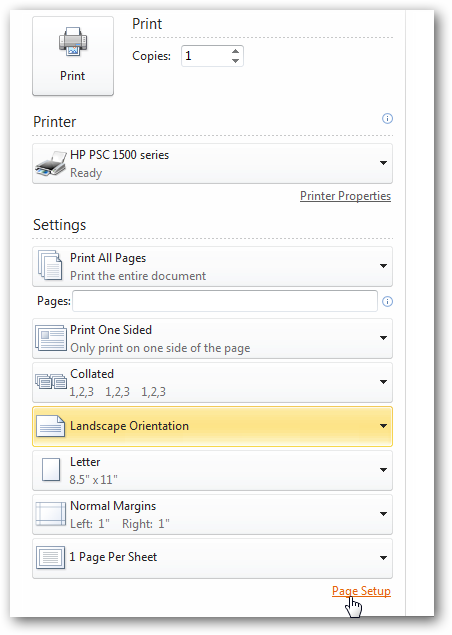 Print
Copies: 1
Print
Printer
HP PSC 1500 series
Ready
Printer Properties
Settings
Print All Pages
Print the entire document
Pages:
Print One Sided
Only print on one side of the page
Collated
1,2,3 1,2,3 1,2,3
Landscape Orientation
Letter
8.5" x 11"
Normal Margins
Left: 1" Right: 1"
1 Page Per Sheet
Page Setup